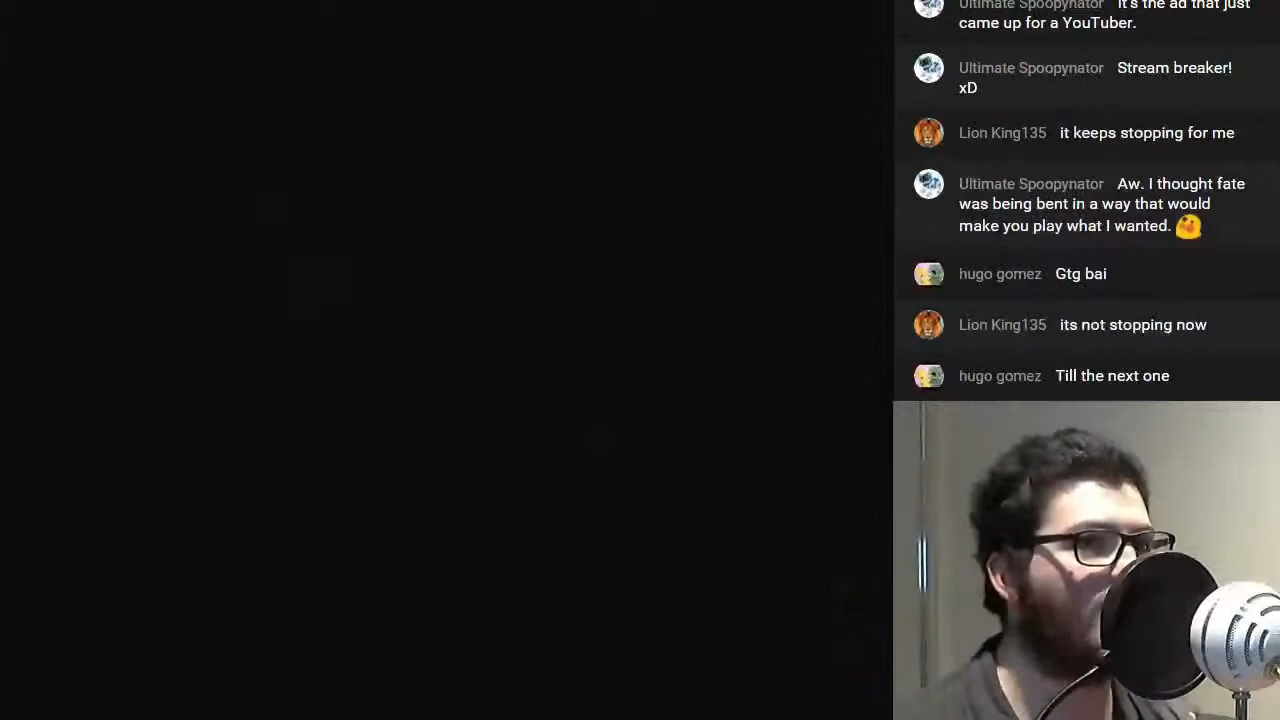 Ultimate Spoopynator It's the ad that just
came up for a YouTuber.
Ultimate Spoopynator Stream breaker!
xD
Lion King135 it keeps stopping for me
Ultimate Spoopynator Aw. I thought fate
was being bent in a way that would
make you play what I wanted.
hugo gomez Gtg bai
Lion King135 its not stopping now
hugo gomez Till the next one